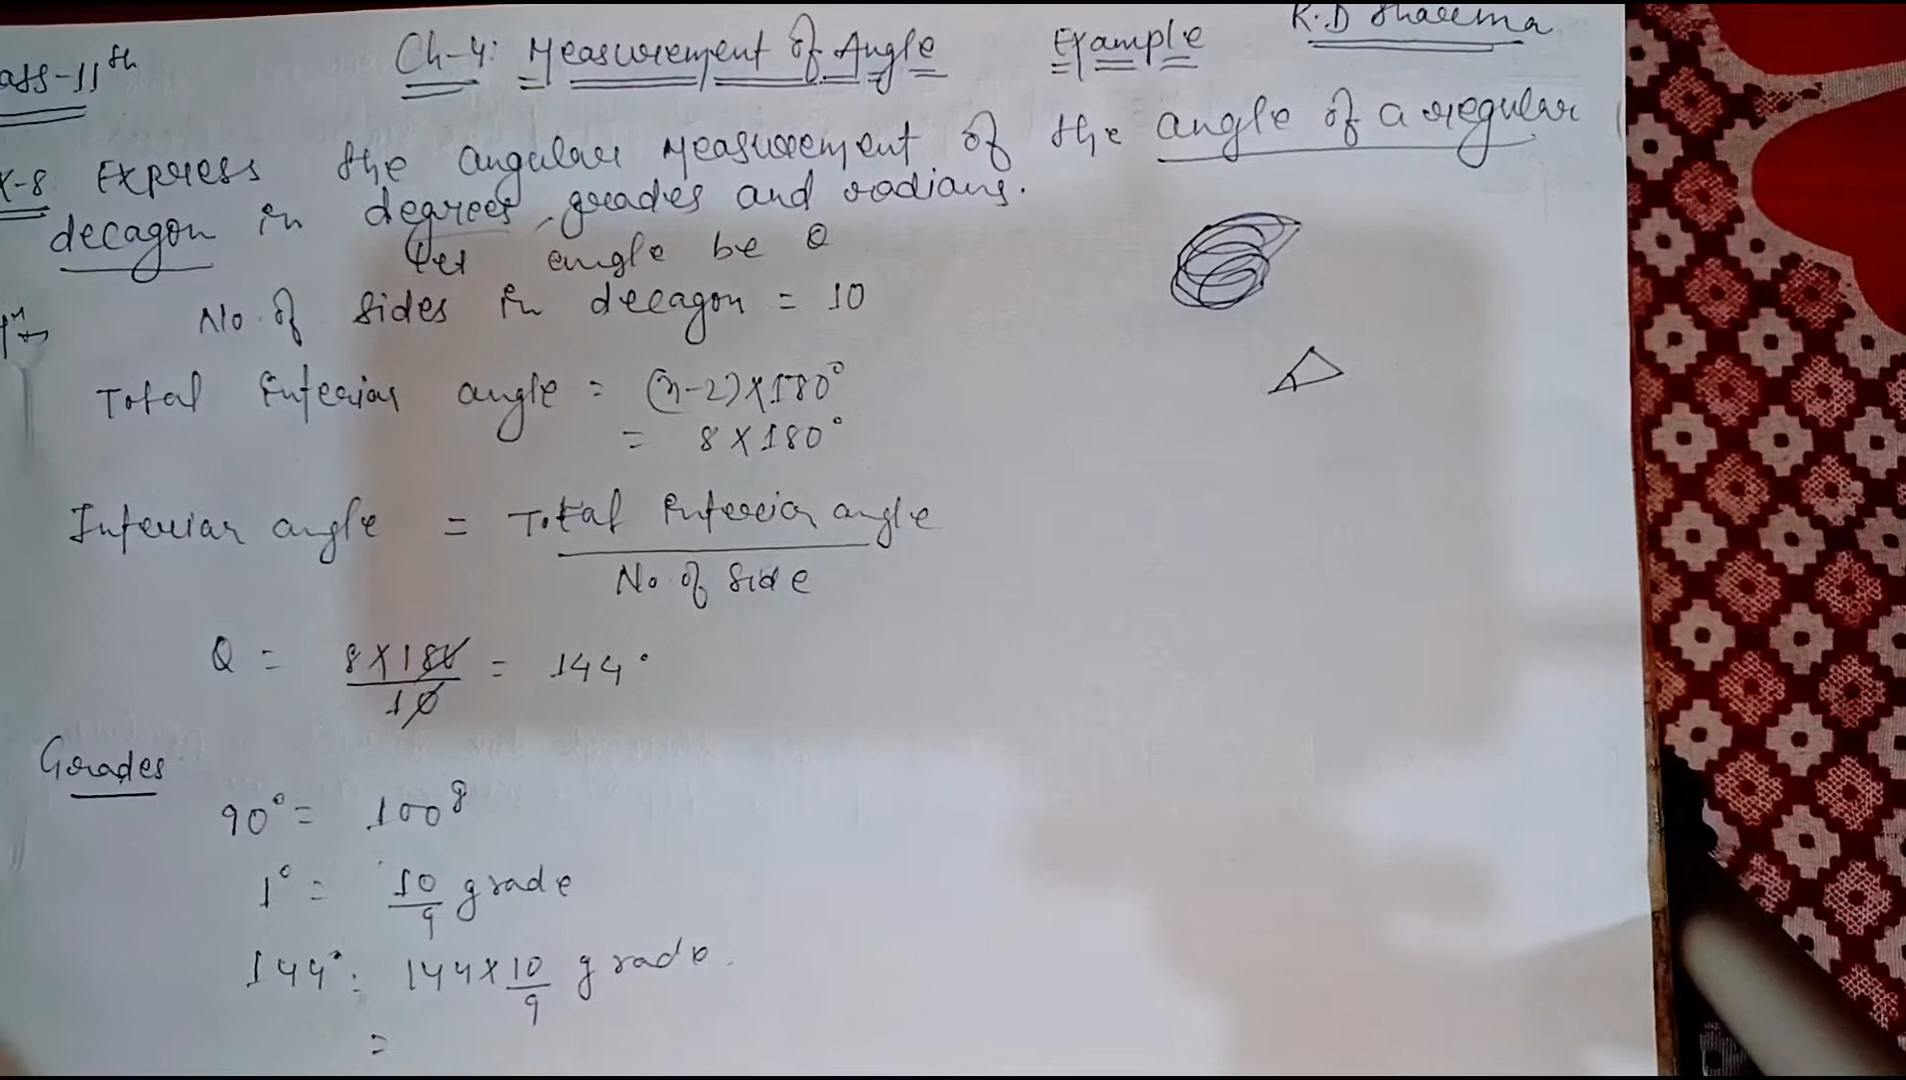 ass-11th Ch-4: Measurement of Angle Example R.D Sharma
X-8 Express the angular measurement of the angle of a regular
decagon in degrees, grades and radians.
Let angle be θ
No. of sides in decagon = 10
Total interior angle = (n-2)×180°
= 8×180°
Interior angle = Total interior angle
No. of side
θ = 8×180 = 144°
10
Grades
90° = 100g
1° = 10 grade
9
144° = 144×10 grade.
9
=